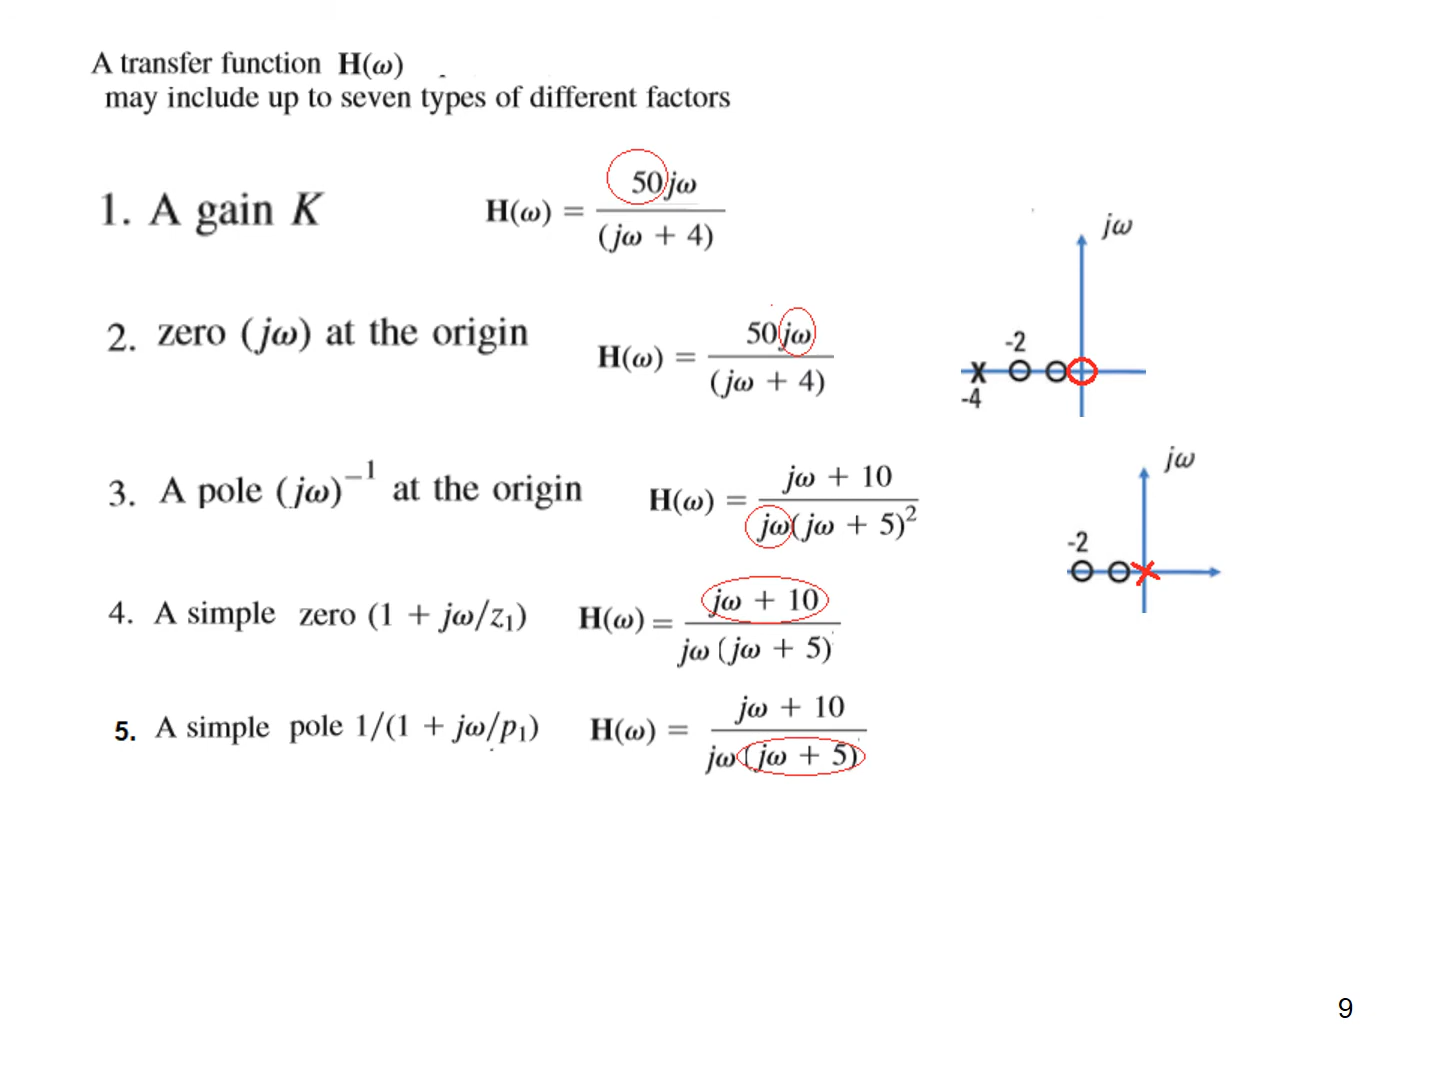 A transfer function H(ω)
may include up to seven types of different factors
1. A gain K H(ω) = 50jω / (jω + 4)
jω
2. zero (jω) at the origin H(ω) = 50jω / (jω + 4)
-2
X
-4
3. A pole (jω)⁻¹ at the origin H(ω) = jω + 10 / jω(jω + 5)²
jω
-2
4. A simple zero (1 + jω/z₁) H(ω) = jω + 10 / jω (jω + 5)
5. A simple pole 1/(1 + jω/p₁) H(ω) = jω + 10 / jω (jω + 5)
9